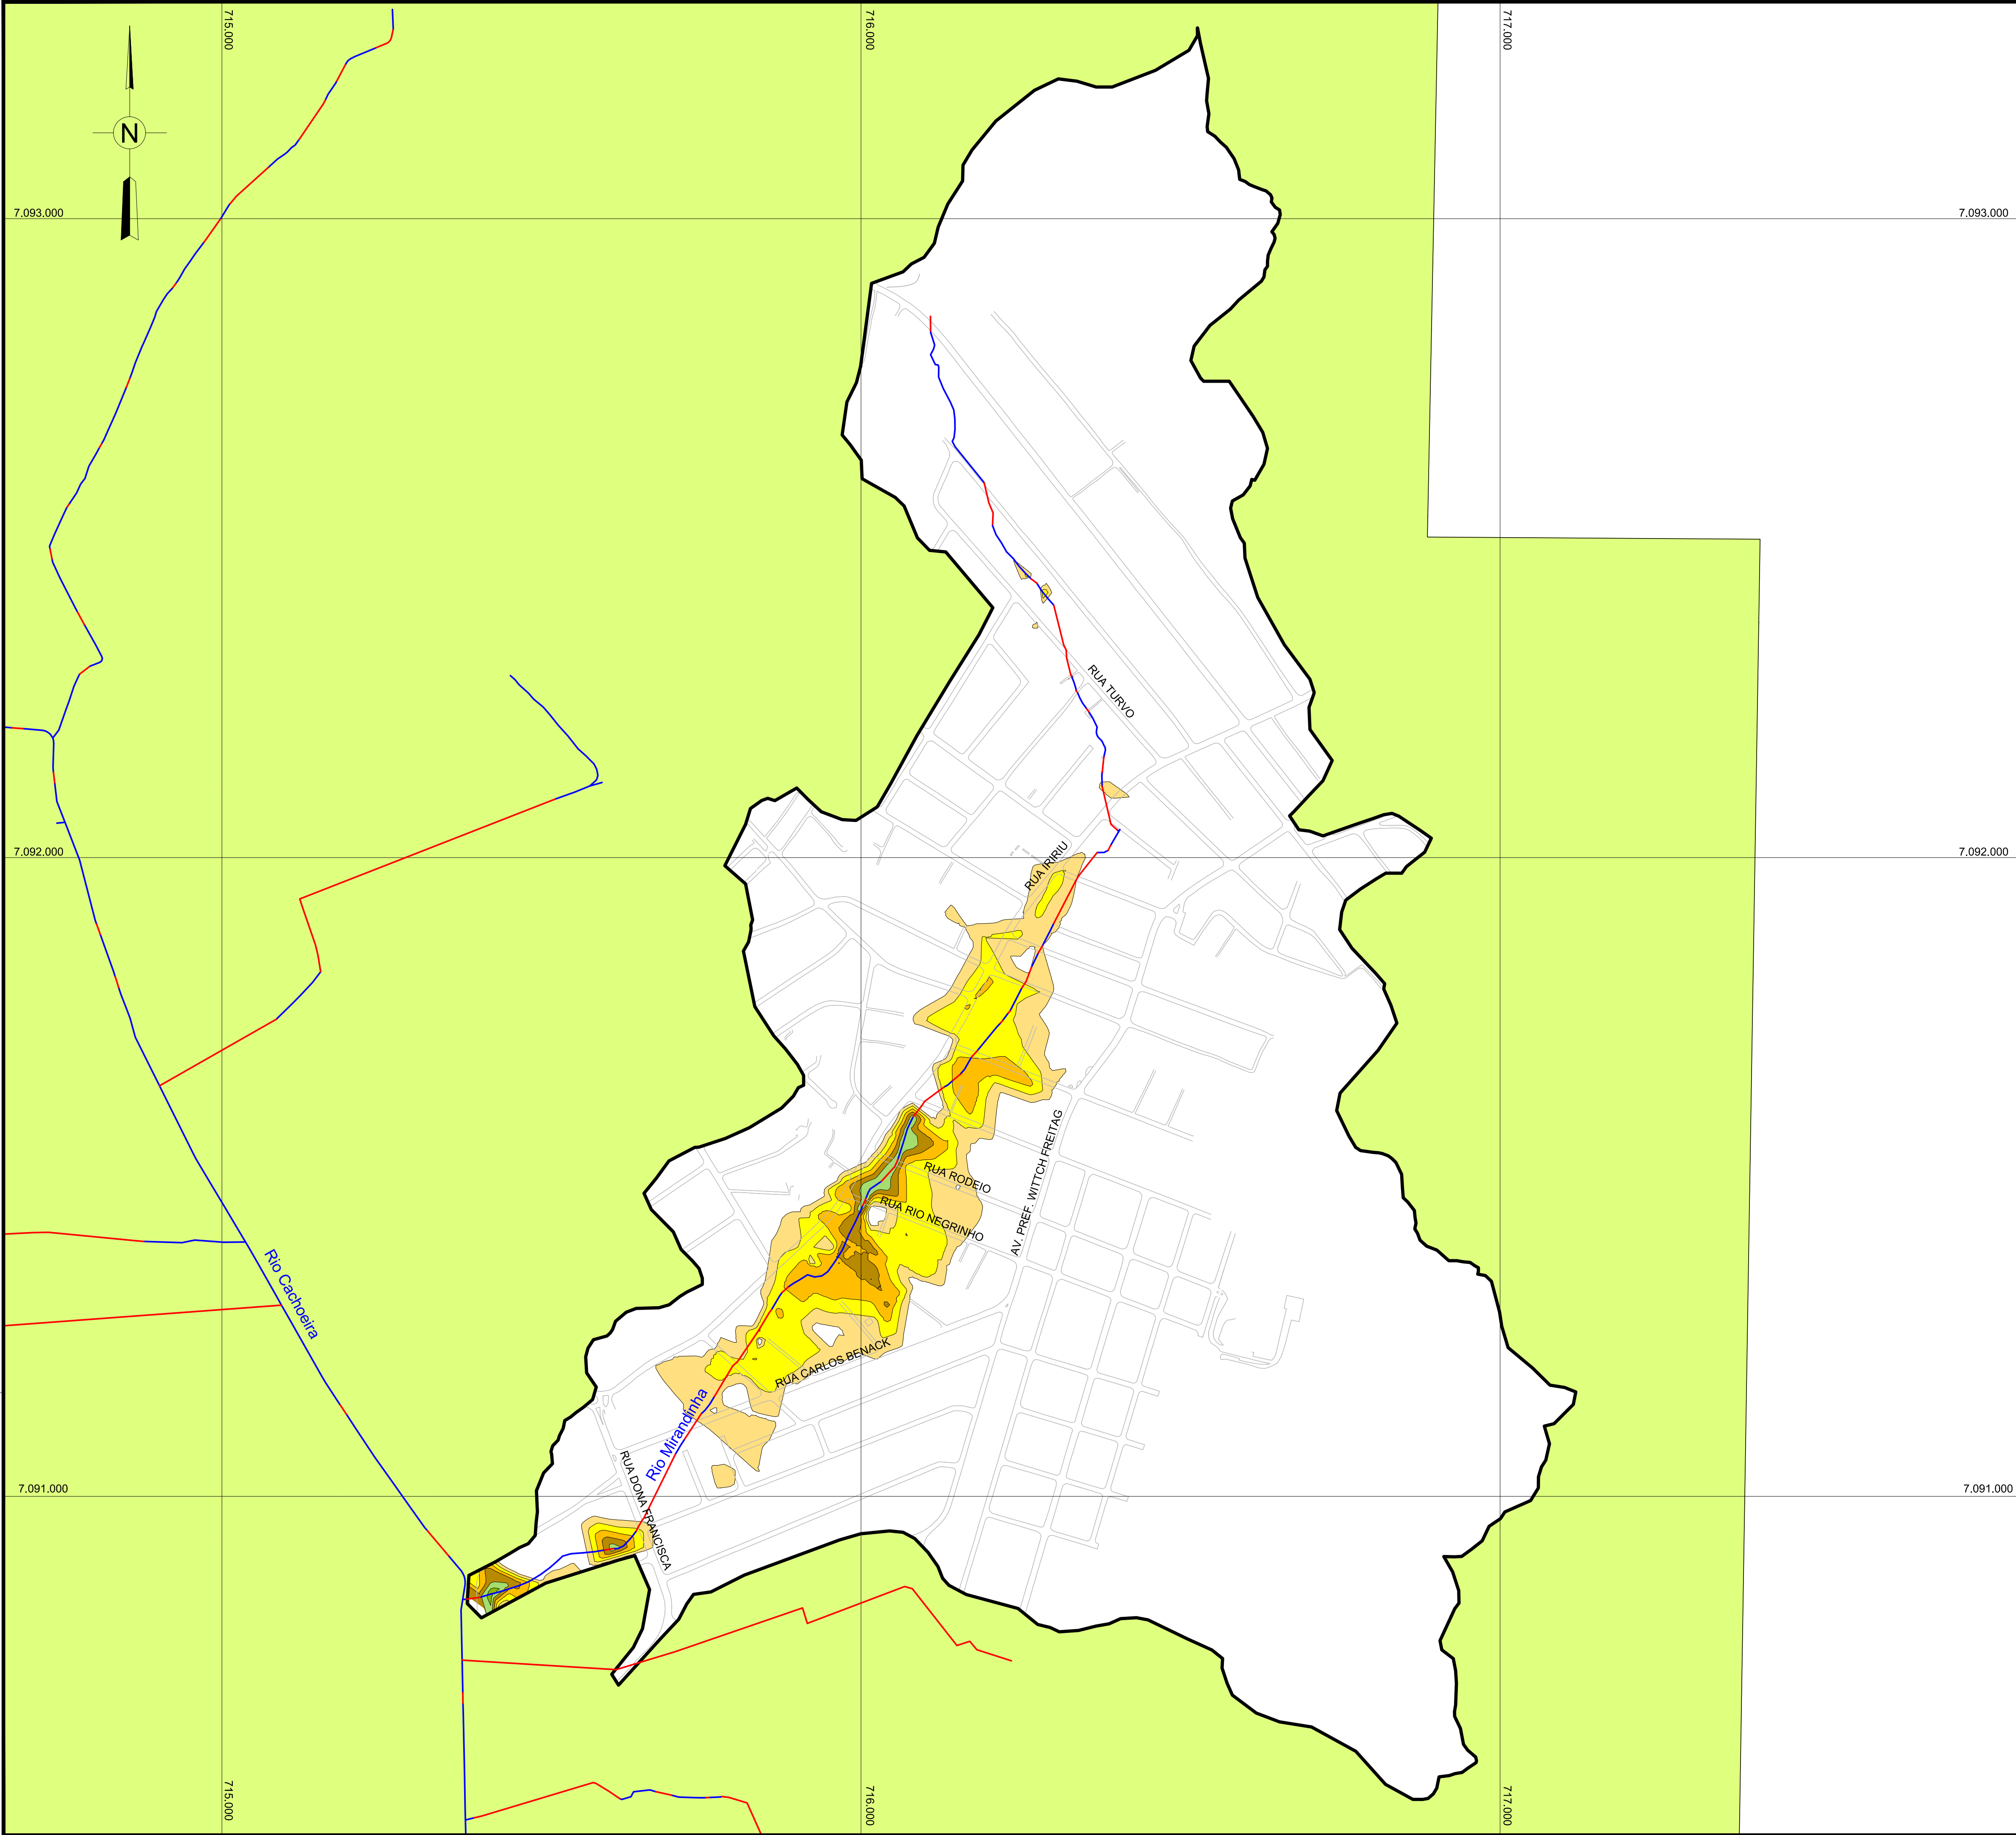 715.000
716.000
717.000
N
7.093.000
7.093.000
RUA TURVO
7.092.000
7.092.000
RUA IRIRIU
AV. PREF. WITTCH FREITAG
RUA RODEIO
RUA RIO NEGRINHO
Rio Cachoeira
RUA CARLOS BENACK
Rio Mirandinha
RUA DONA FRANCISCA
7.091.000
7.091.000
715.000
716.000
717.000